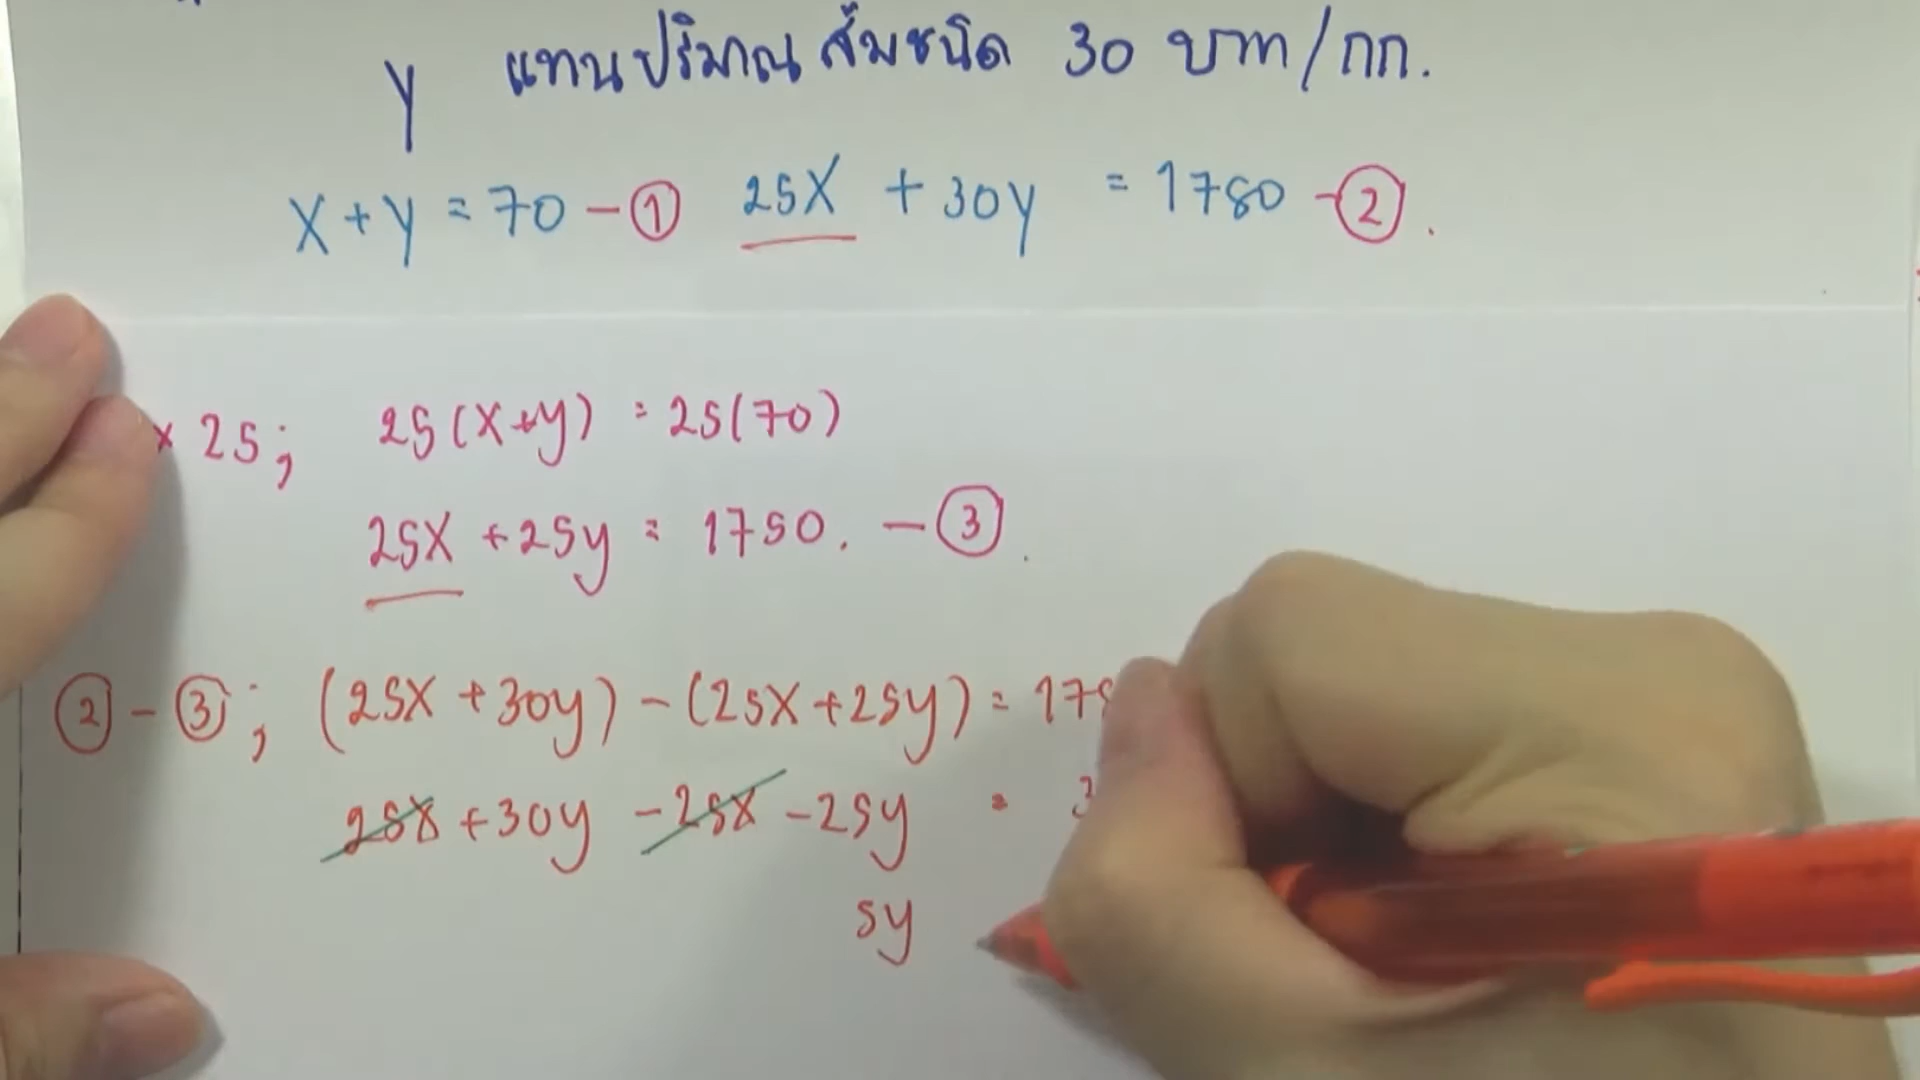 y แทนปริมาณส้มชนิด 30 บาท/กก.
x + y = 70 - ① 25x + 30y = 1780 - ②.
× 25; 25(x+y) = 25(70)
25x + 25y = 1750. - ③
② - ③; (25x + 30y) - (25x + 25y) = 178
25x + 30y - 25x - 25y = 3
5y